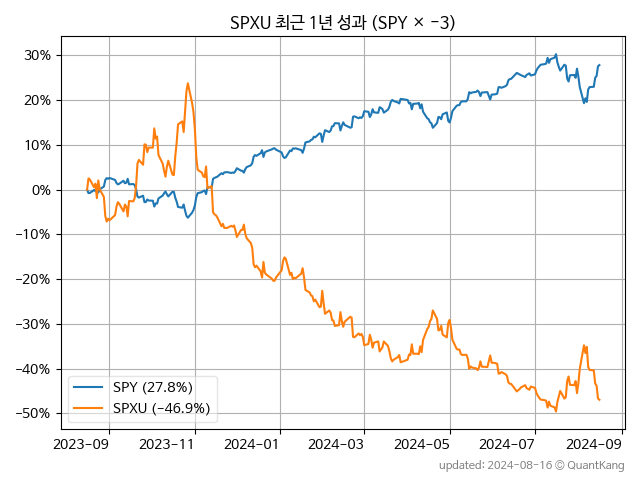 SPXU 최근 1년 성과 (SPY × −3)
30%
20%
10%
0%
−10%
−20%
−30%
−40%
−50%
SPY (27.8%)
SPXU (−46.9%)
2023-09 2023-11 2024-01 2024-03 2024-05 2024-07 2024-09
updated: 2024-08-16 © QuantKang